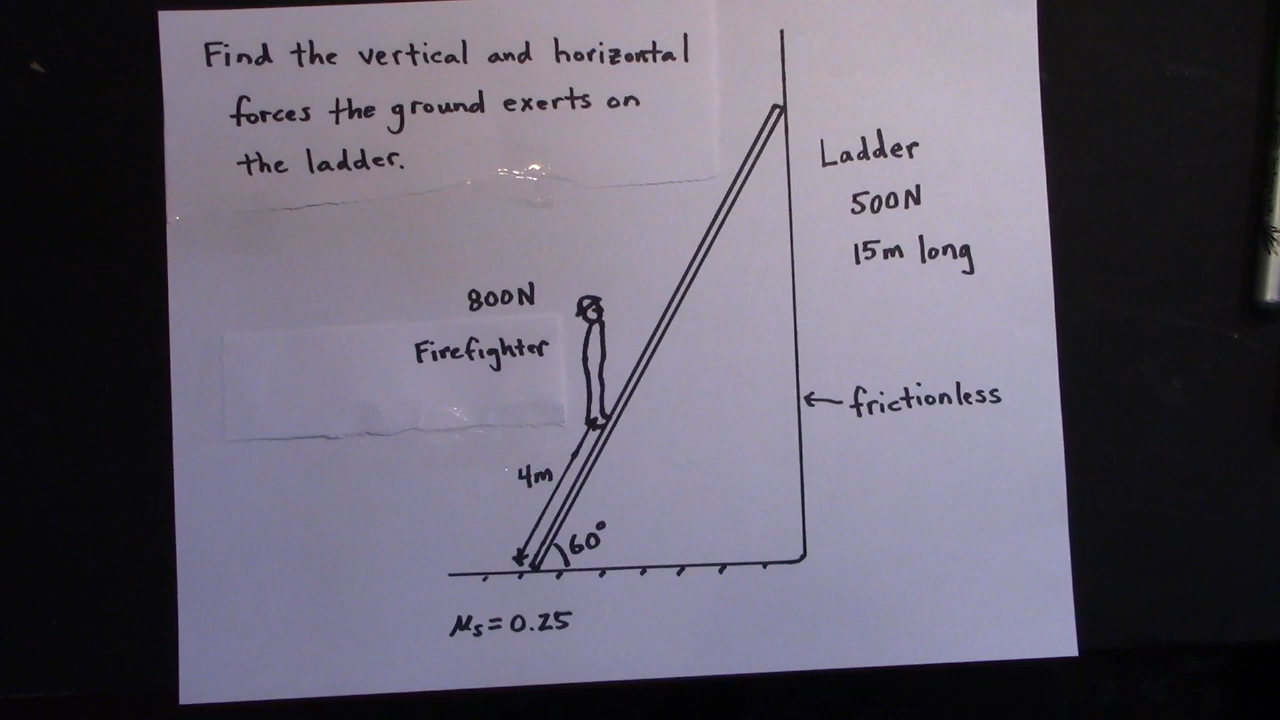 Find the vertical and horizontal
forces the ground exerts on
the ladder.
Ladder
500N
15m long
800N
Firefighter
← frictionless
4m
60°
μs = 0.25